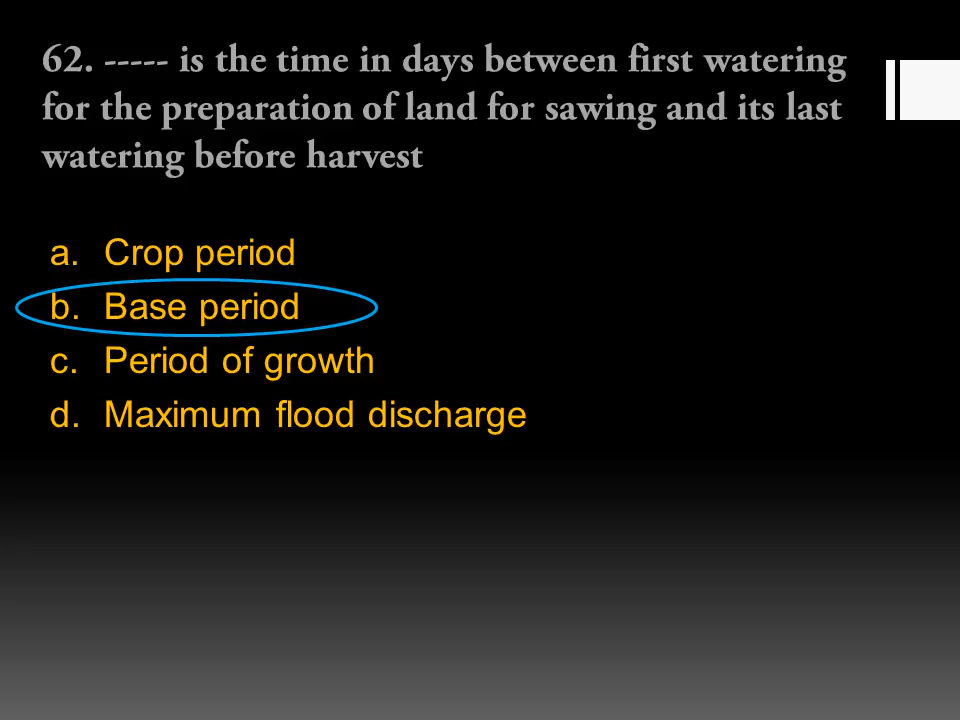 62. ----- is the time in days between first watering
for the preparation of land for sawing and its last
watering before harvest
a. Crop period
b. Base period
c. Period of growth
d. Maximum flood discharge